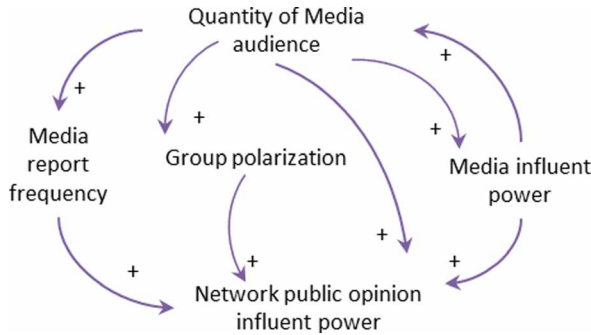 Quantity of Media
audience
+
+
+
+
Media
report
frequency
Group polarization
Media influent
power
+
+
+
+
Network public opinion
influent power